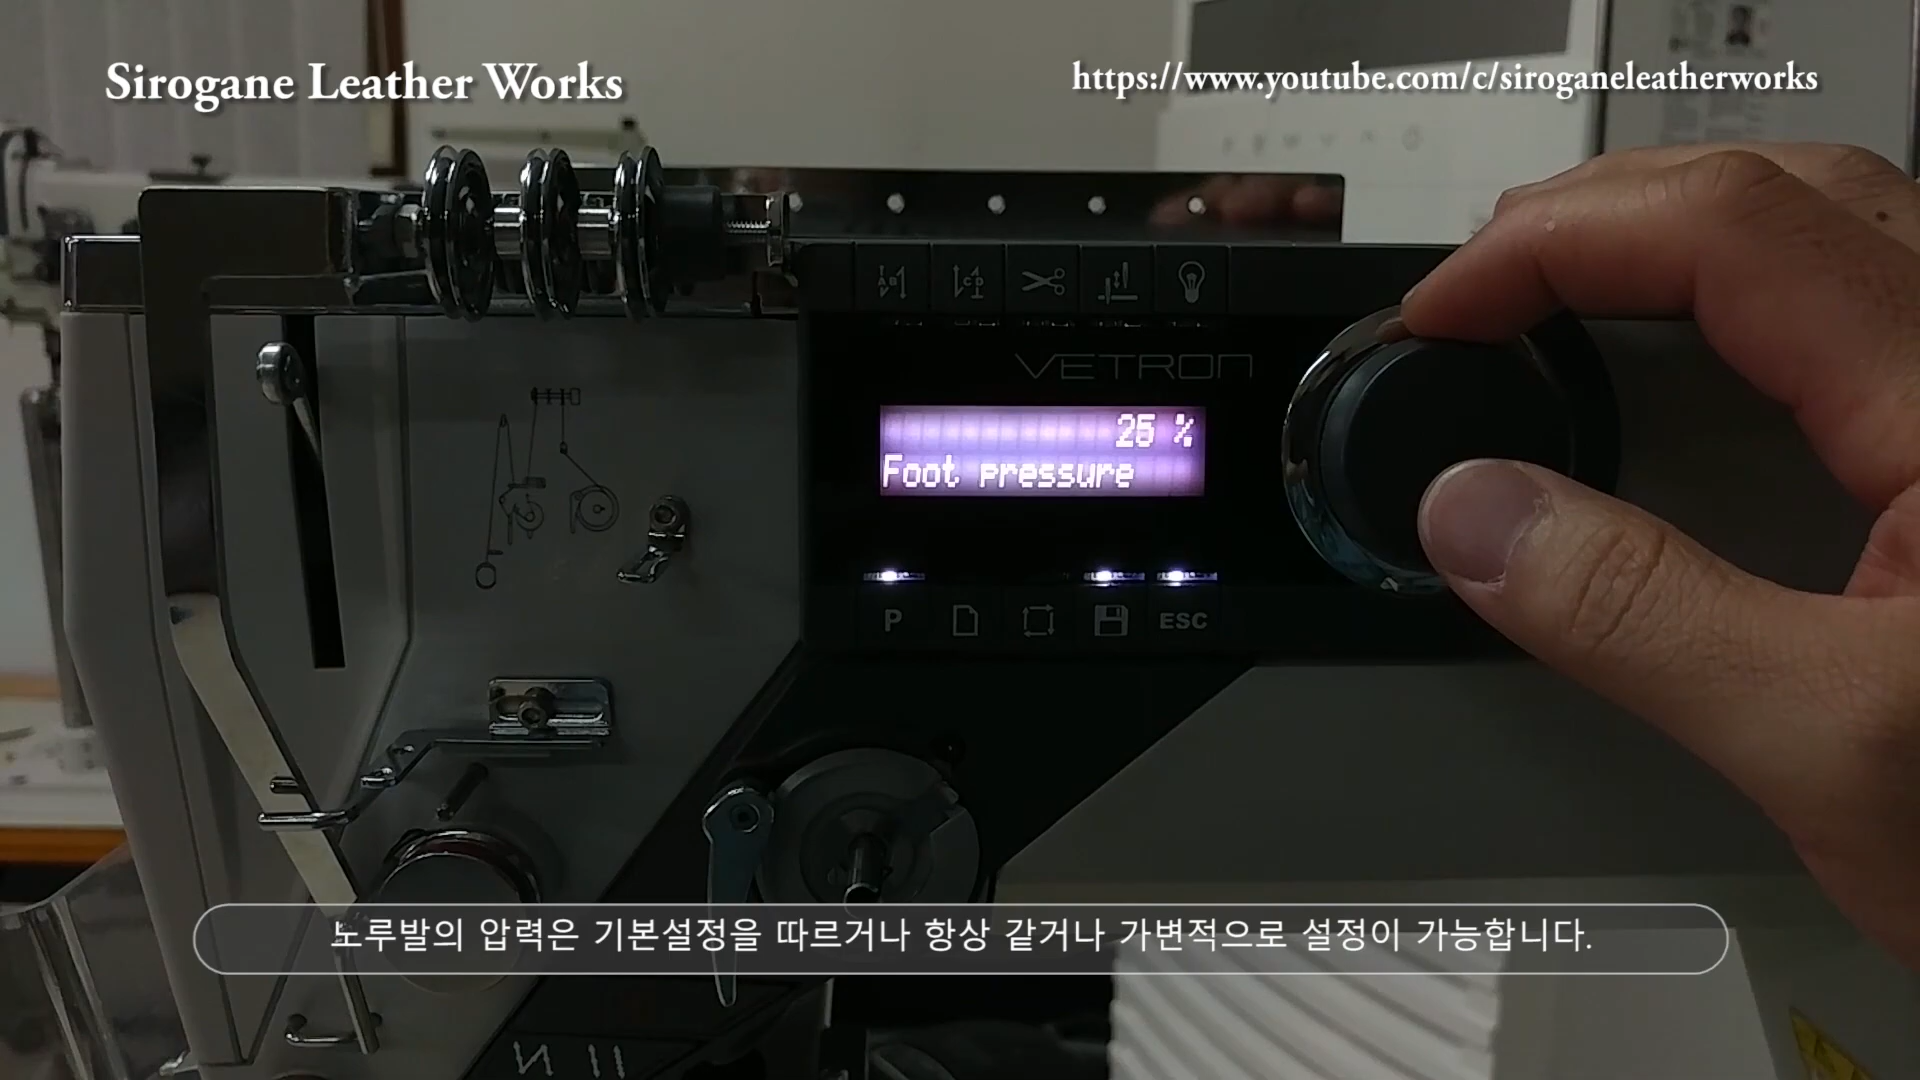 Sirogane Leather Works
https://www.youtube.com/c/siroganeleatherworks
VETRON
25 %
Foot pressure
P
ESC
노루발의 압력은 기본설정을 따르거나 항상 같거나 가변적으로 설정이 가능합니다.